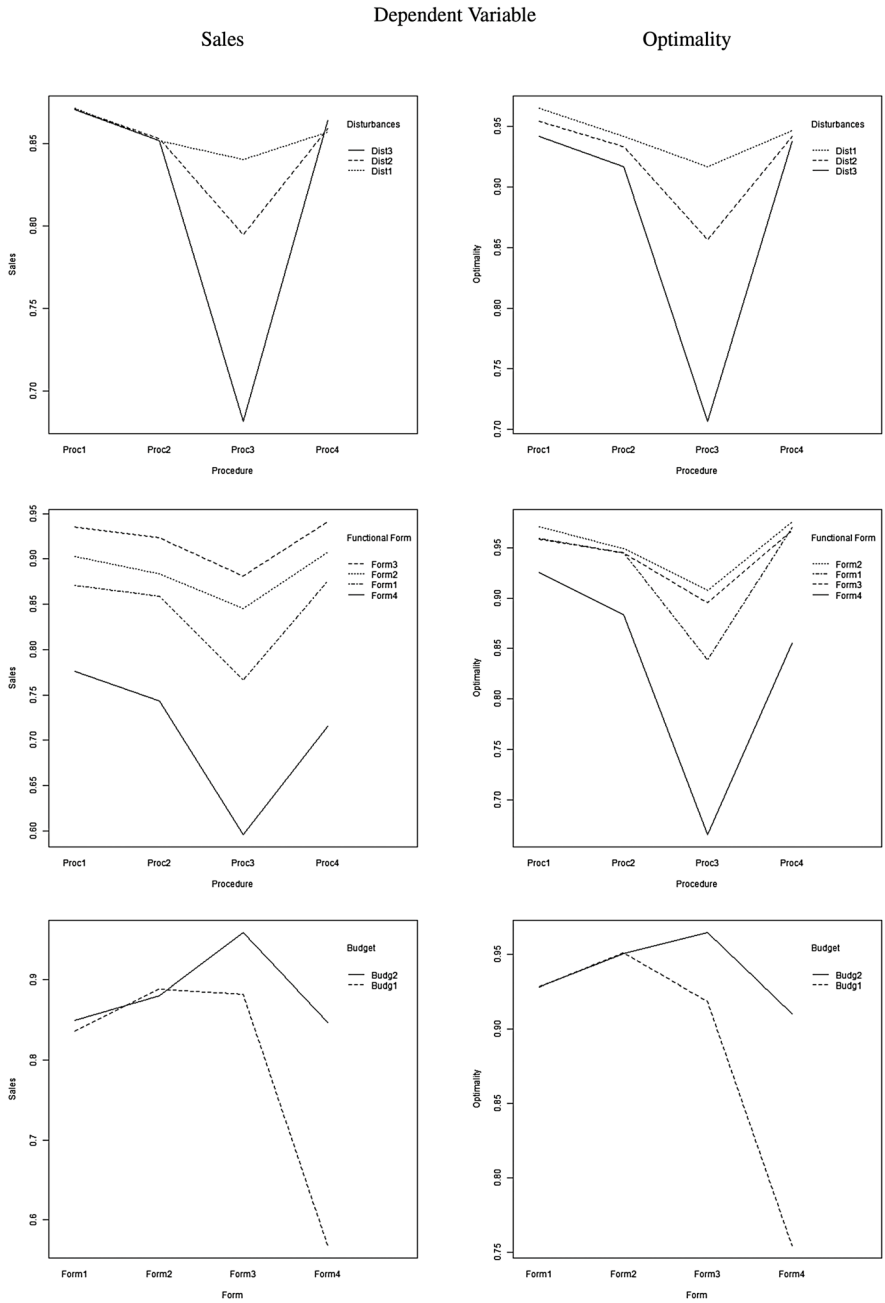 Dependent Variable
Sales
Optimality
Sales
0.85
0.80
0.75
0.70
Disturbances
Dist3
Dist2
Dist1
Proc1 Proc2 Proc3 Proc4
Procedure
Optimality
0.95
0.90
0.85
0.80
0.75
0.70
Disturbances
Dist1
Dist2
Dist3
Proc1 Proc2 Proc3 Proc4
Procedure
Sales
0.95
0.90
0.85
0.80
0.75
0.70
0.65
0.60
Functional Form
Form3
Form2
Form1
Form4
Proc1 Proc2 Proc3 Proc4
Procedure
Optimality
0.95
0.90
0.85
0.80
0.75
0.70
Functional Form
Form2
Form1
Form3
Form4
Proc1 Proc2 Proc3 Proc4
Procedure
Sales
0.9
0.8
0.7
0.6
Budget
Budg2
Budg1
Form1 Form2 Form3 Form4
Form
Optimality
0.95
0.90
0.85
0.80
0.75
Budget
Budg2
Budg1
Form1 Form2 Form3 Form4
Form